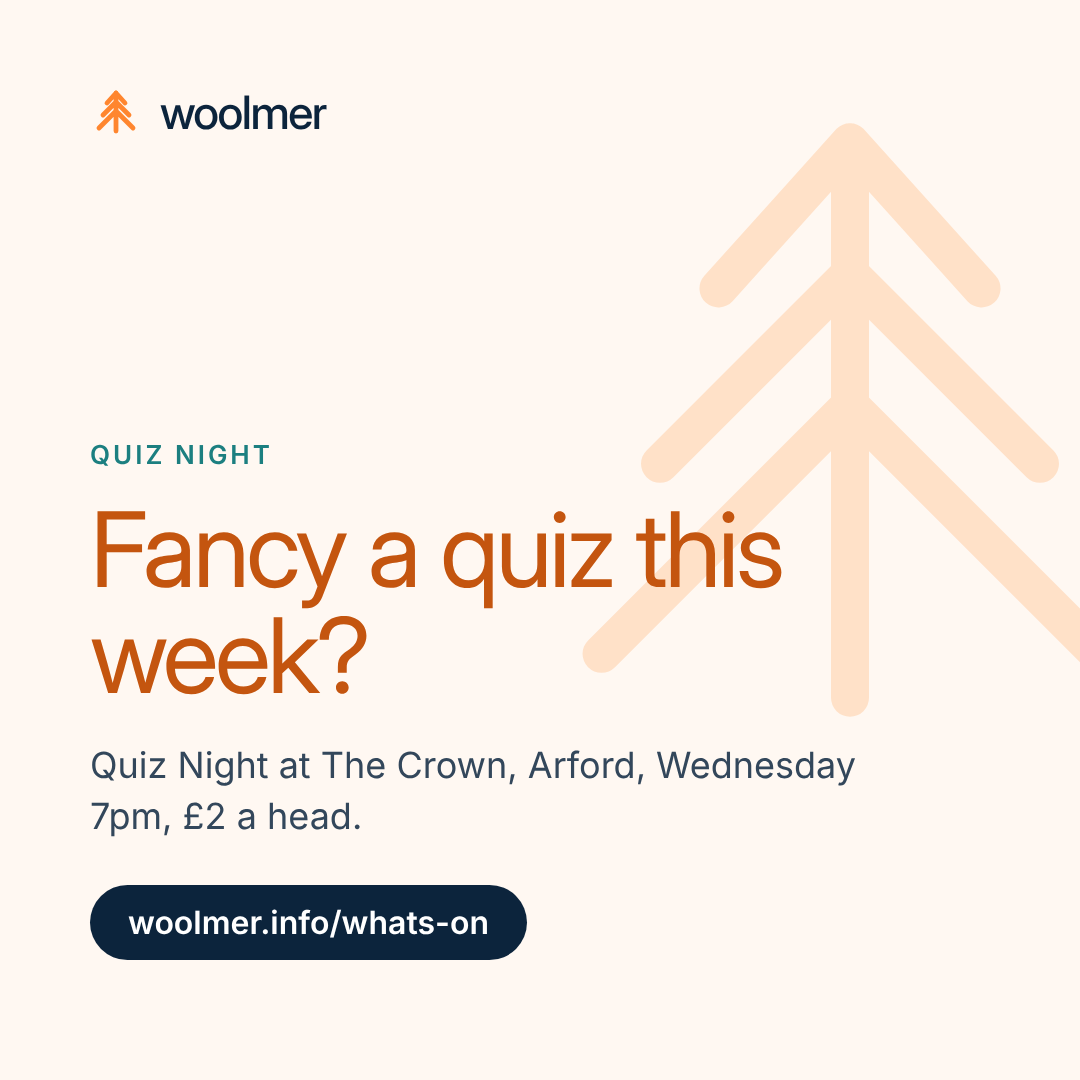 woolmer
QUIZ NIGHT
Fancy a quiz this
week?
Quiz Night at The Crown, Arford, Wednesday
7pm, £2 a head.
woolmer.info/whats-on